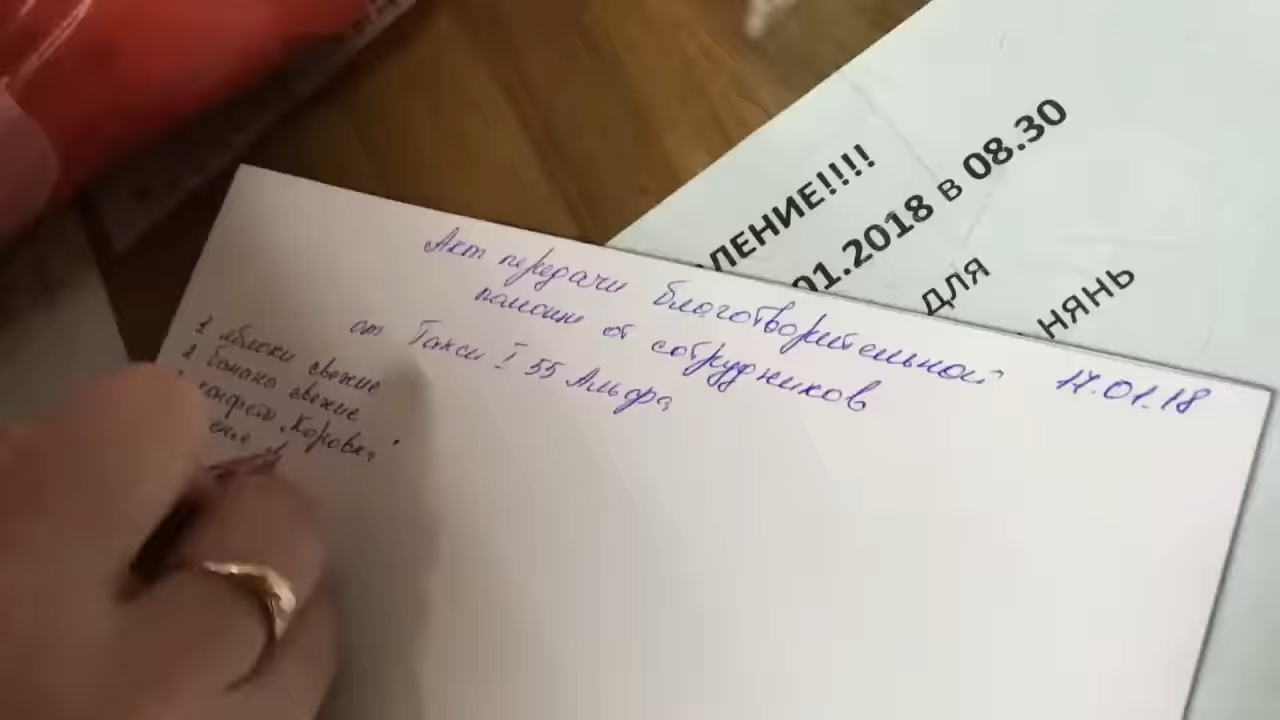 ЛЕНИЕ!!!!
01.2018 в 08.30
для
нянь
Акт передачи благотворительной 17.01.18
помощи от сотрудников
от Такси 1 55 Альфа
1 яблоки свежие
2 бананы свежие
конфеты „Коровка"